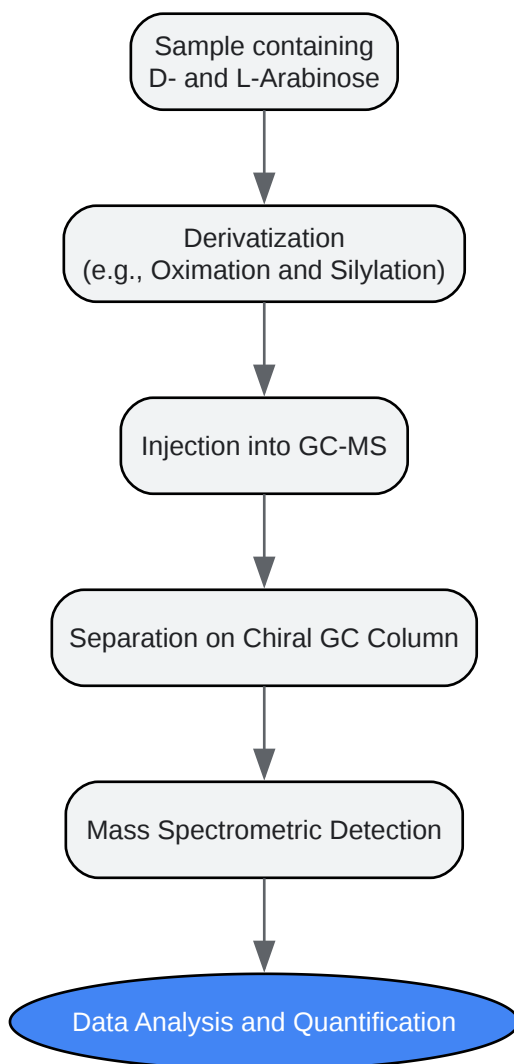 Sample containing
D- and L-Arabinose
Derivatization
(e.g., Oximation and Silylation)
Injection into GC-MS
Separation on Chiral GC Column
Mass Spectrometric Detection
Data Analysis and Quantification